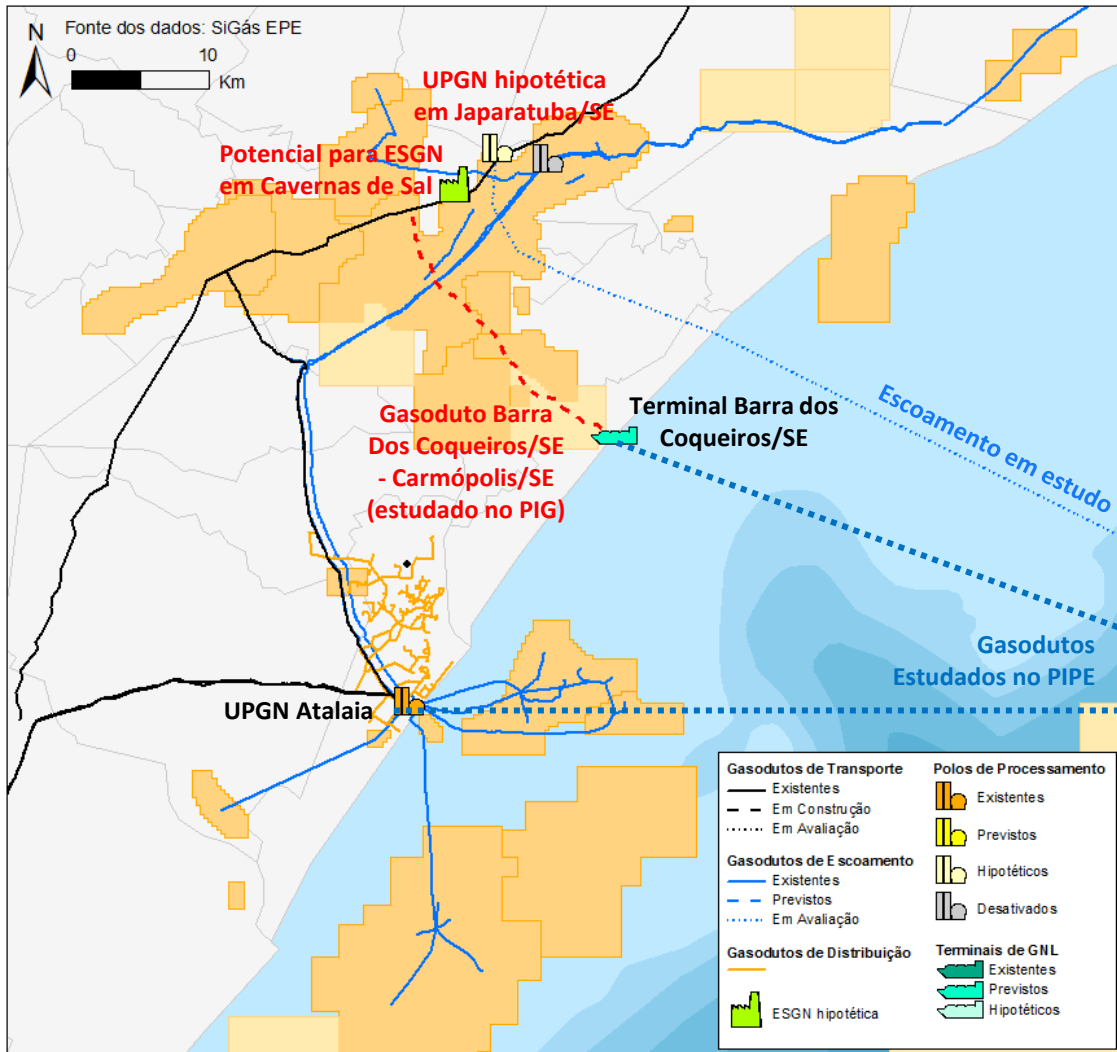 N
Fonte dos dados: SiGás EPE
0 10
Km
UPGN hipotética
em Japaratuba/SE
Potencial para ESGN
em Cavernas de Sal
Gasoduto Barra
Dos Coqueiros/SE
- Carmópolis/SE
(estudado no PIG)
Terminal Barra dos
Coqueiros/SE
Escoamento em estudo
Gasodutos
Estudados no PIPE
UPGN Atalaia
Gasodutos de Transporte
Existentes
Em Construção
Em Avaliação
Gasodutos de Escoamento
Existentes
Previstos
Em Avaliação
Gasodutos de Distribuição
ESGN hipotética
Polos de Processamento
Existentes
Previstos
Hipotéticos
Desativados
Terminais de GNL
Existentes
Previstos
Hipotéticos